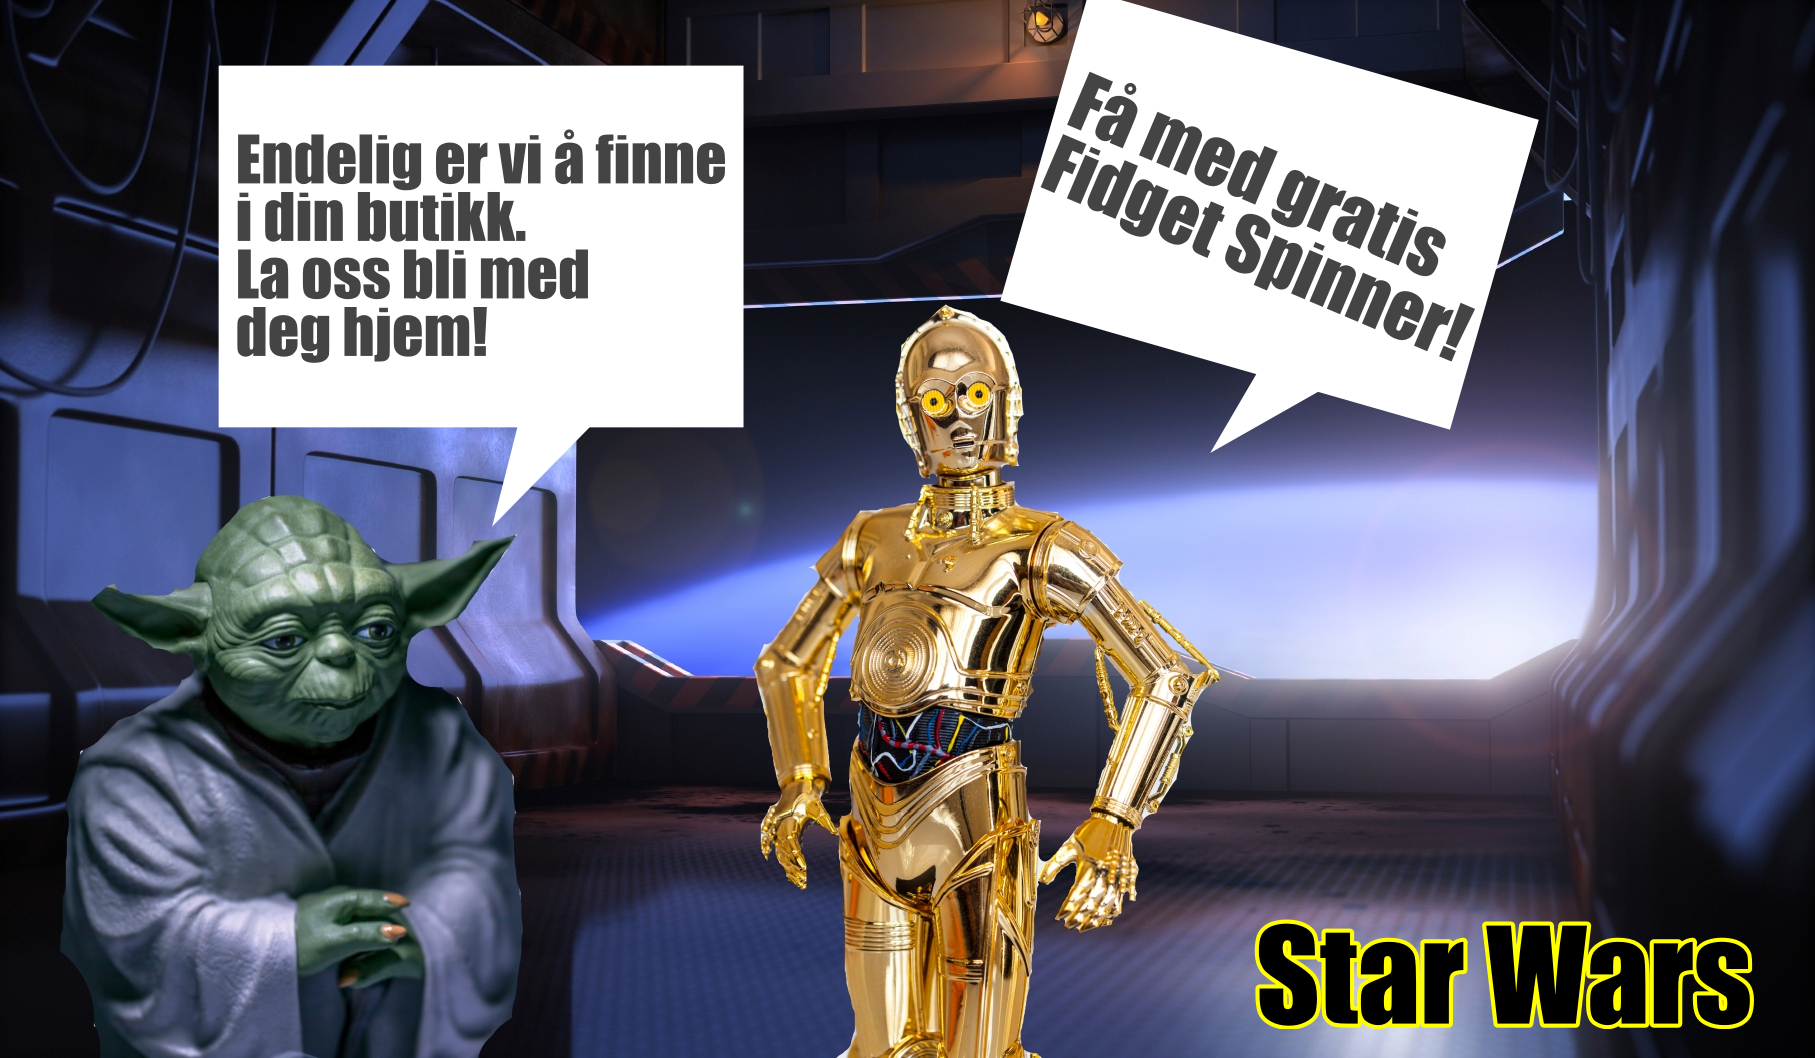 Endelig er vi å finne
i din butikk.
La oss bli med
deg hjem!
Få med gratis
Fidget Spinner!
Star Wars